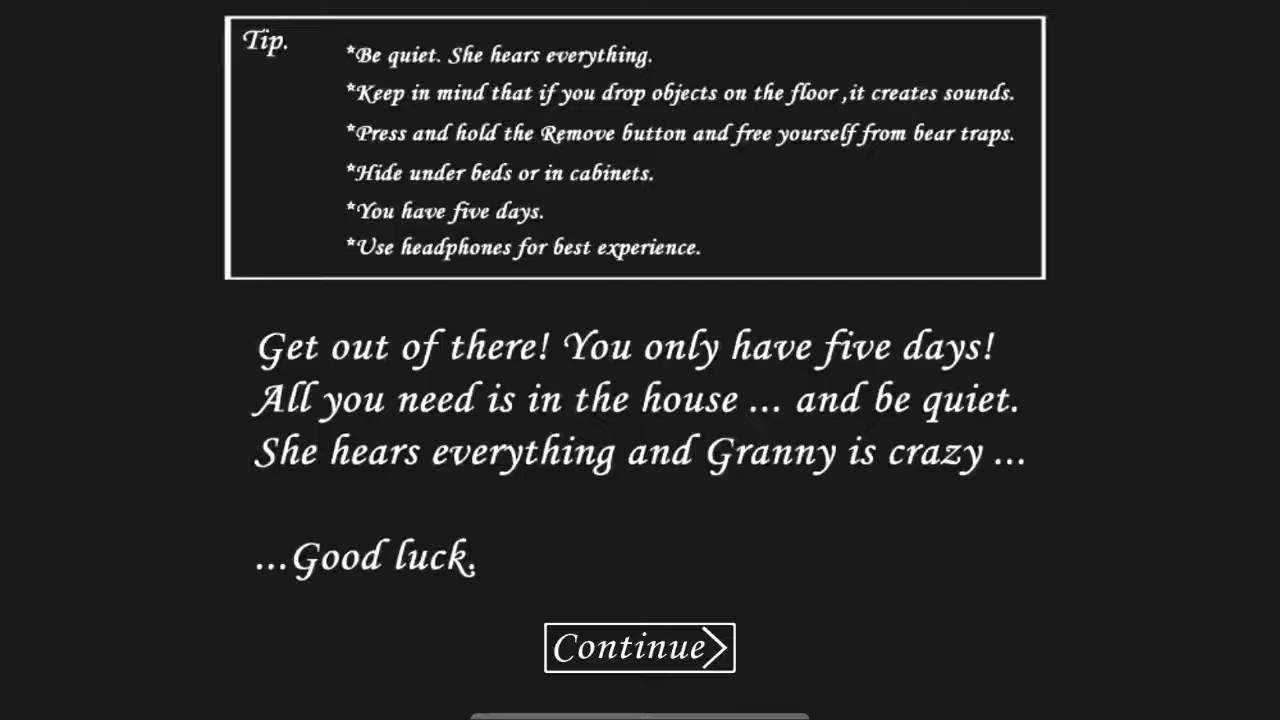 Tip.
*Be quiet. She hears everything.
*Keep in mind that if you drop objects on the floor ,it creates sounds.
*Press and hold the Remove button and free yourself from bear traps.
*Hide under beds or in cabinets.
*You have five days.
*Use headphones for best experience.
Get out of there! You only have five days!
All you need is in the house ... and be quiet.
She hears everything and Granny is crazy ...
...Good luck.
Continue>